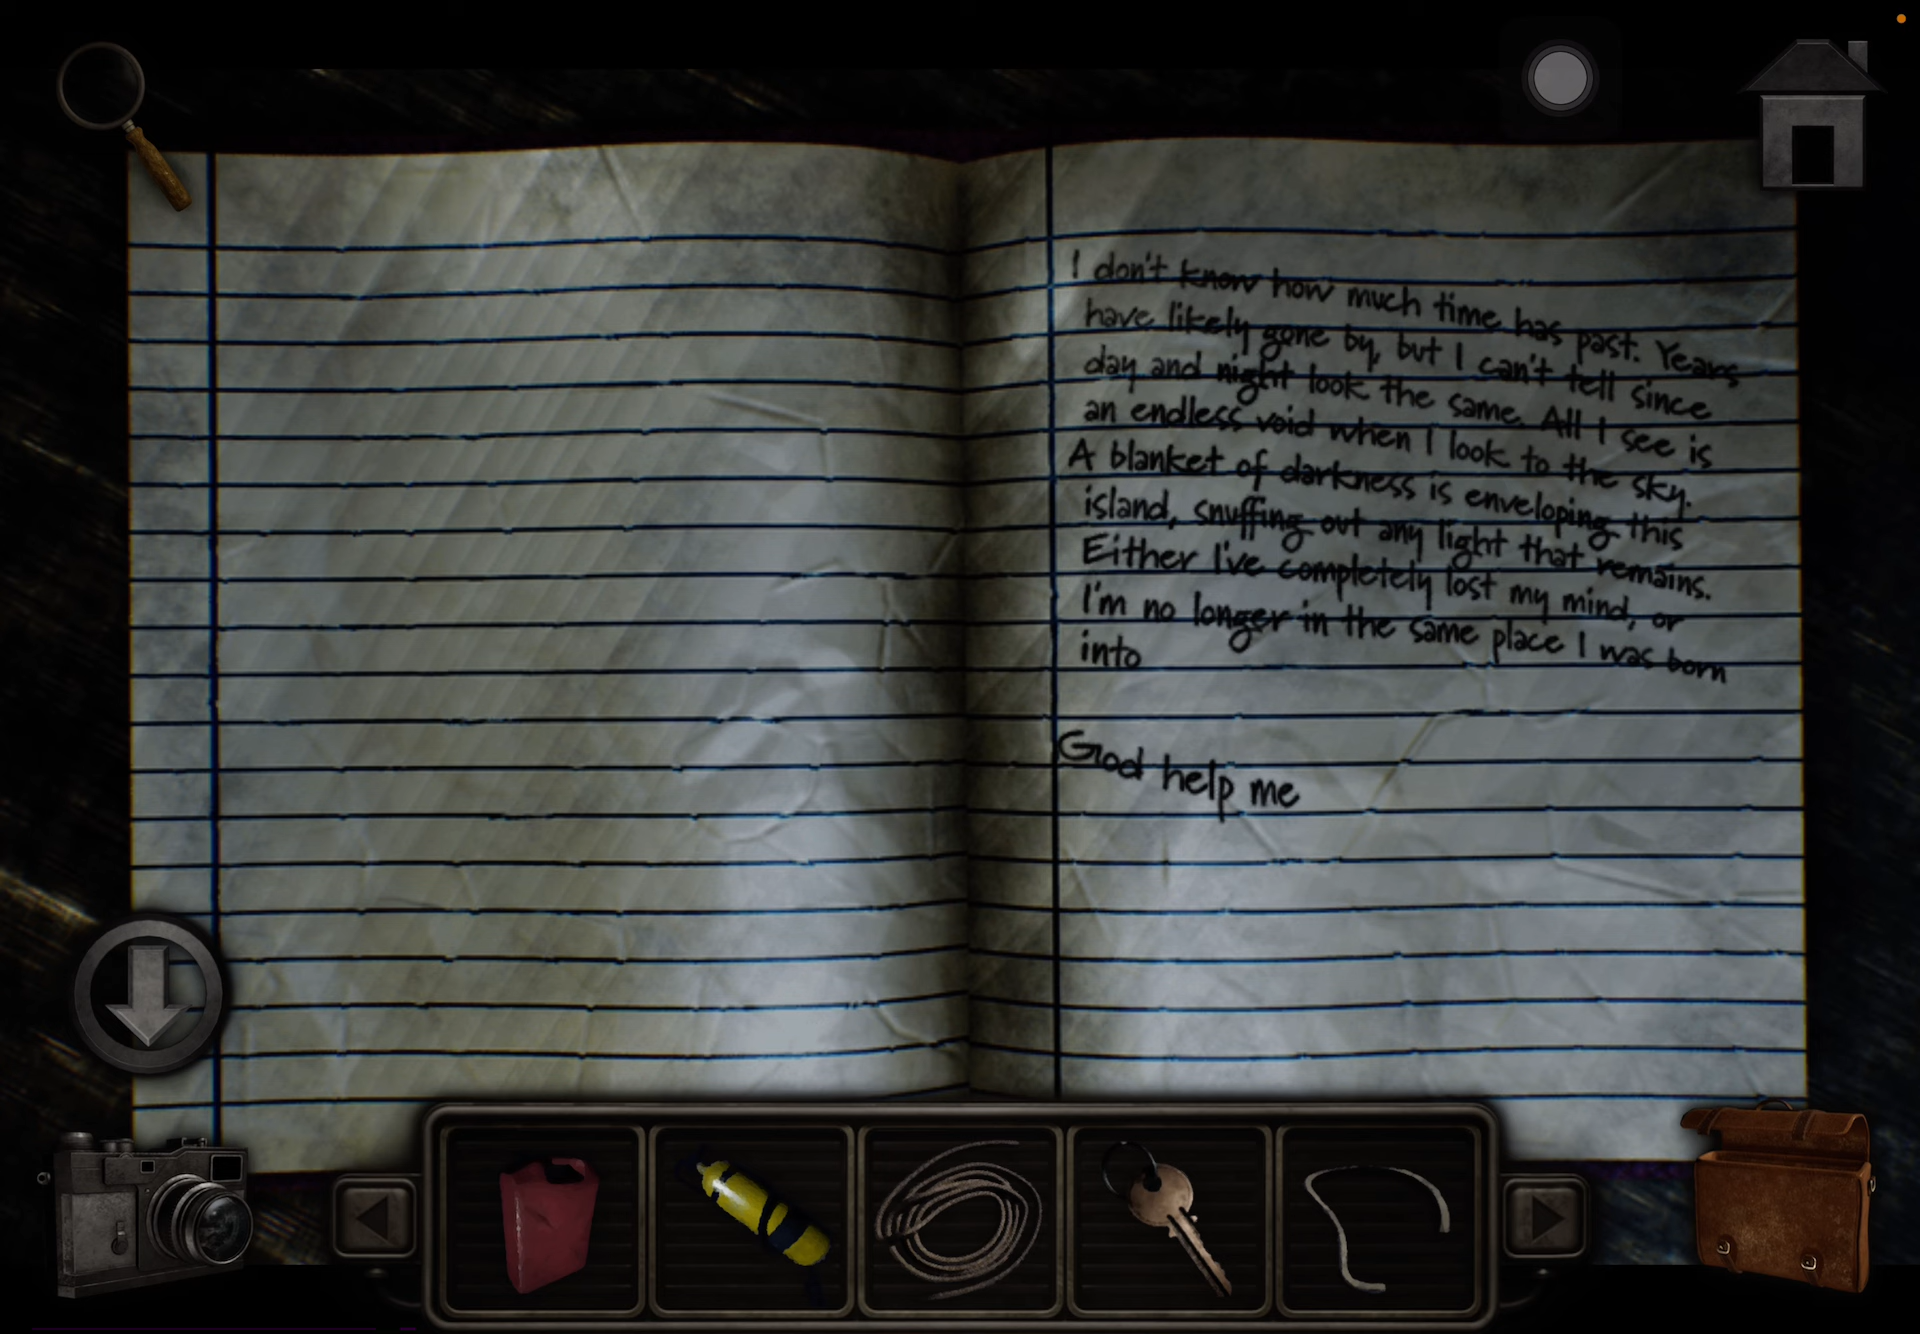 I don't know how much time has past. Years
have likely gone by, but I can't tell since
day and night look the same. All I see is
an endless void when I look to the sky.
A blanket of darkness is enveloping this
island, snuffing out any light that remains.
Either I've completely lost my mind, or
I'm no longer in the same place I was born
into
God help me